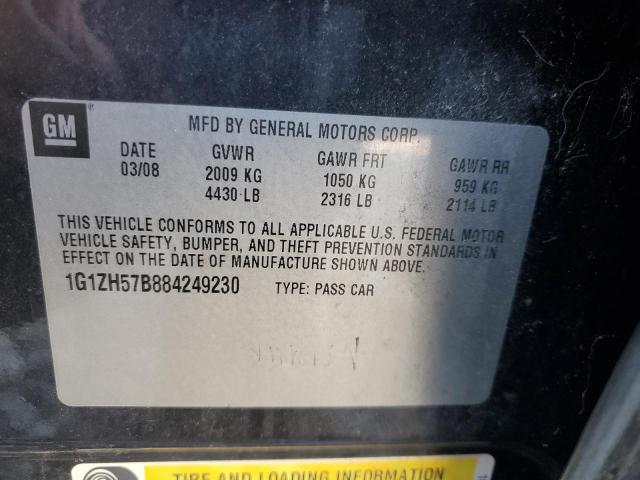 GM ®
MFD BY GENERAL MOTORS CORP.
DATE GVWR GAWR FRT GAWR RR
03/08 2009 KG 1050 KG 959 KG
4430 LB 2316 LB 2114 LB
THIS VEHICLE CONFORMS TO ALL APPLICABLE U.S. FEDERAL MOTOR
VEHICLE SAFETY, BUMPER, AND THEFT PREVENTION STANDARDS IN
EFFECT ON THE DATE OF MANUFACTURE SHOWN ABOVE.
1G1ZH57B884249230 TYPE: PASS CAR
TIRE AND LOADING INFORMATION